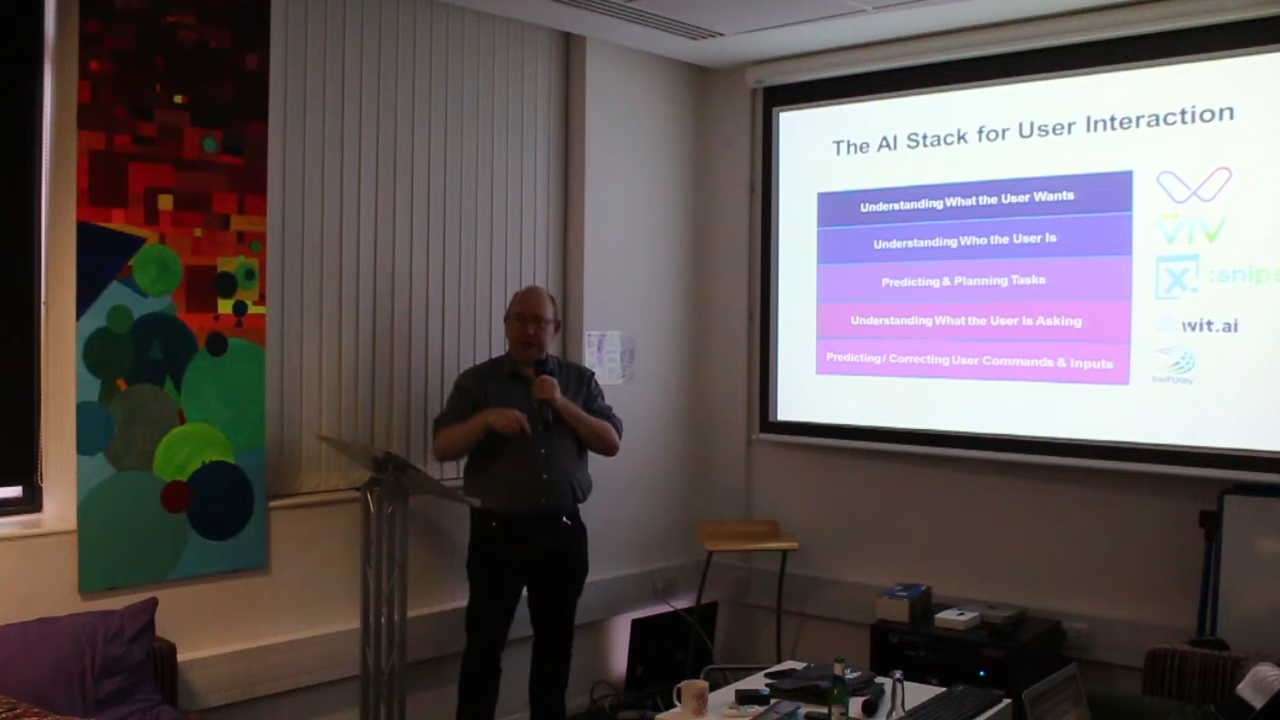 The AI Stack for User Interaction
Understanding What the User Wants
Understanding Who the User Is
VIV
Predicting & Planning Tasks
X :snips
Understanding What the User Is Asking
wit.ai
Predicting / Correcting User Commands & Inputs
SwiftKey